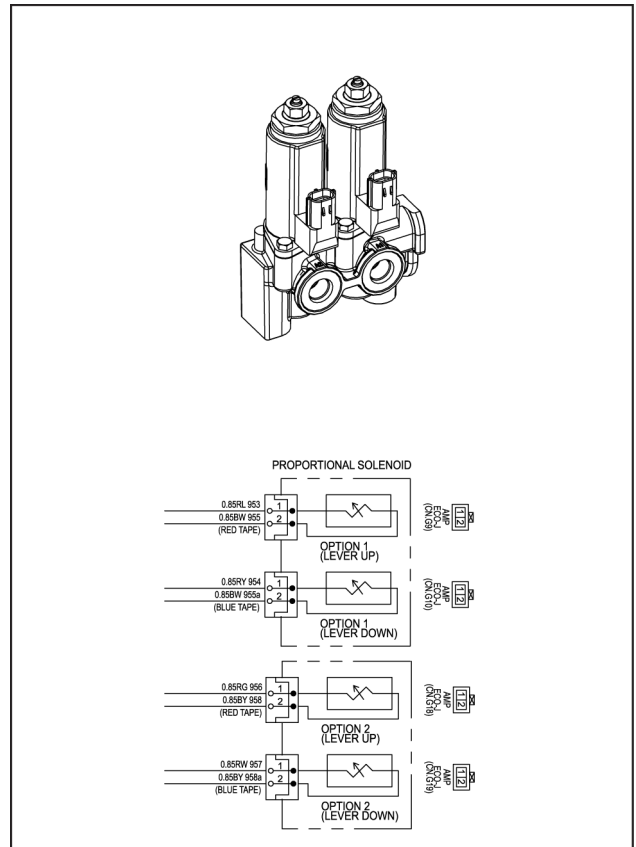 PROPORTIONAL SOLENOID
0.85RL 953
0.85BW 955
(RED TAPE)
1
2
OPTION 1
(LEVER UP)
AMP
ECO-J
(CN.G9)
1 2
0.85RY 954
0.85BW 955a
(BLUE TAPE)
1
2
OPTION 1
(LEVER DOWN)
AMP
ECO-J
(CN.G10)
1 2
0.85RG 956
0.85BY 958
(RED TAPE)
1
2
OPTION 2
(LEVER UP)
AMP
ECO-J
(CN.G18)
1 2
0.85RW 957
0.85BY 958a
(BLUE TAPE)
1
2
OPTION 2
(LEVER DOWN)
AMP
ECO-J
(CN.G19)
1 2